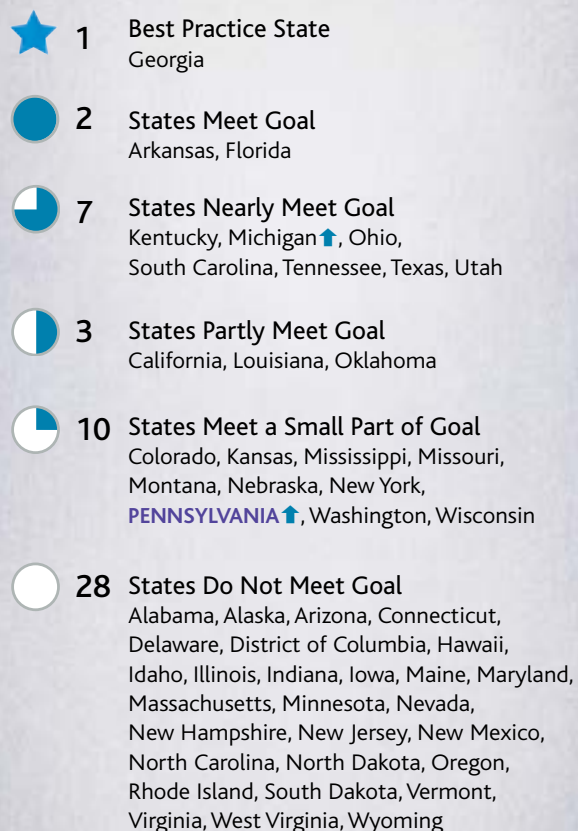 1 Best Practice State
Georgia
2 States Meet Goal
Arkansas, Florida
7 States Nearly Meet Goal
Kentucky, Michigan⬆, Ohio,
South Carolina, Tennessee, Texas, Utah
3 States Partly Meet Goal
California, Louisiana, Oklahoma
10 States Meet a Small Part of Goal
Colorado, Kansas, Mississippi, Missouri,
Montana, Nebraska, New York,
PENNSYLVANIA⬆, Washington, Wisconsin
28 States Do Not Meet Goal
Alabama, Alaska, Arizona, Connecticut,
Delaware, District of Columbia, Hawaii,
Idaho, Illinois, Indiana, Iowa, Maine, Maryland,
Massachusetts, Minnesota, Nevada,
New Hampshire, New Jersey, New Mexico,
North Carolina, North Dakota, Oregon,
Rhode Island, South Dakota, Vermont,
Virginia, West Virginia, Wyoming